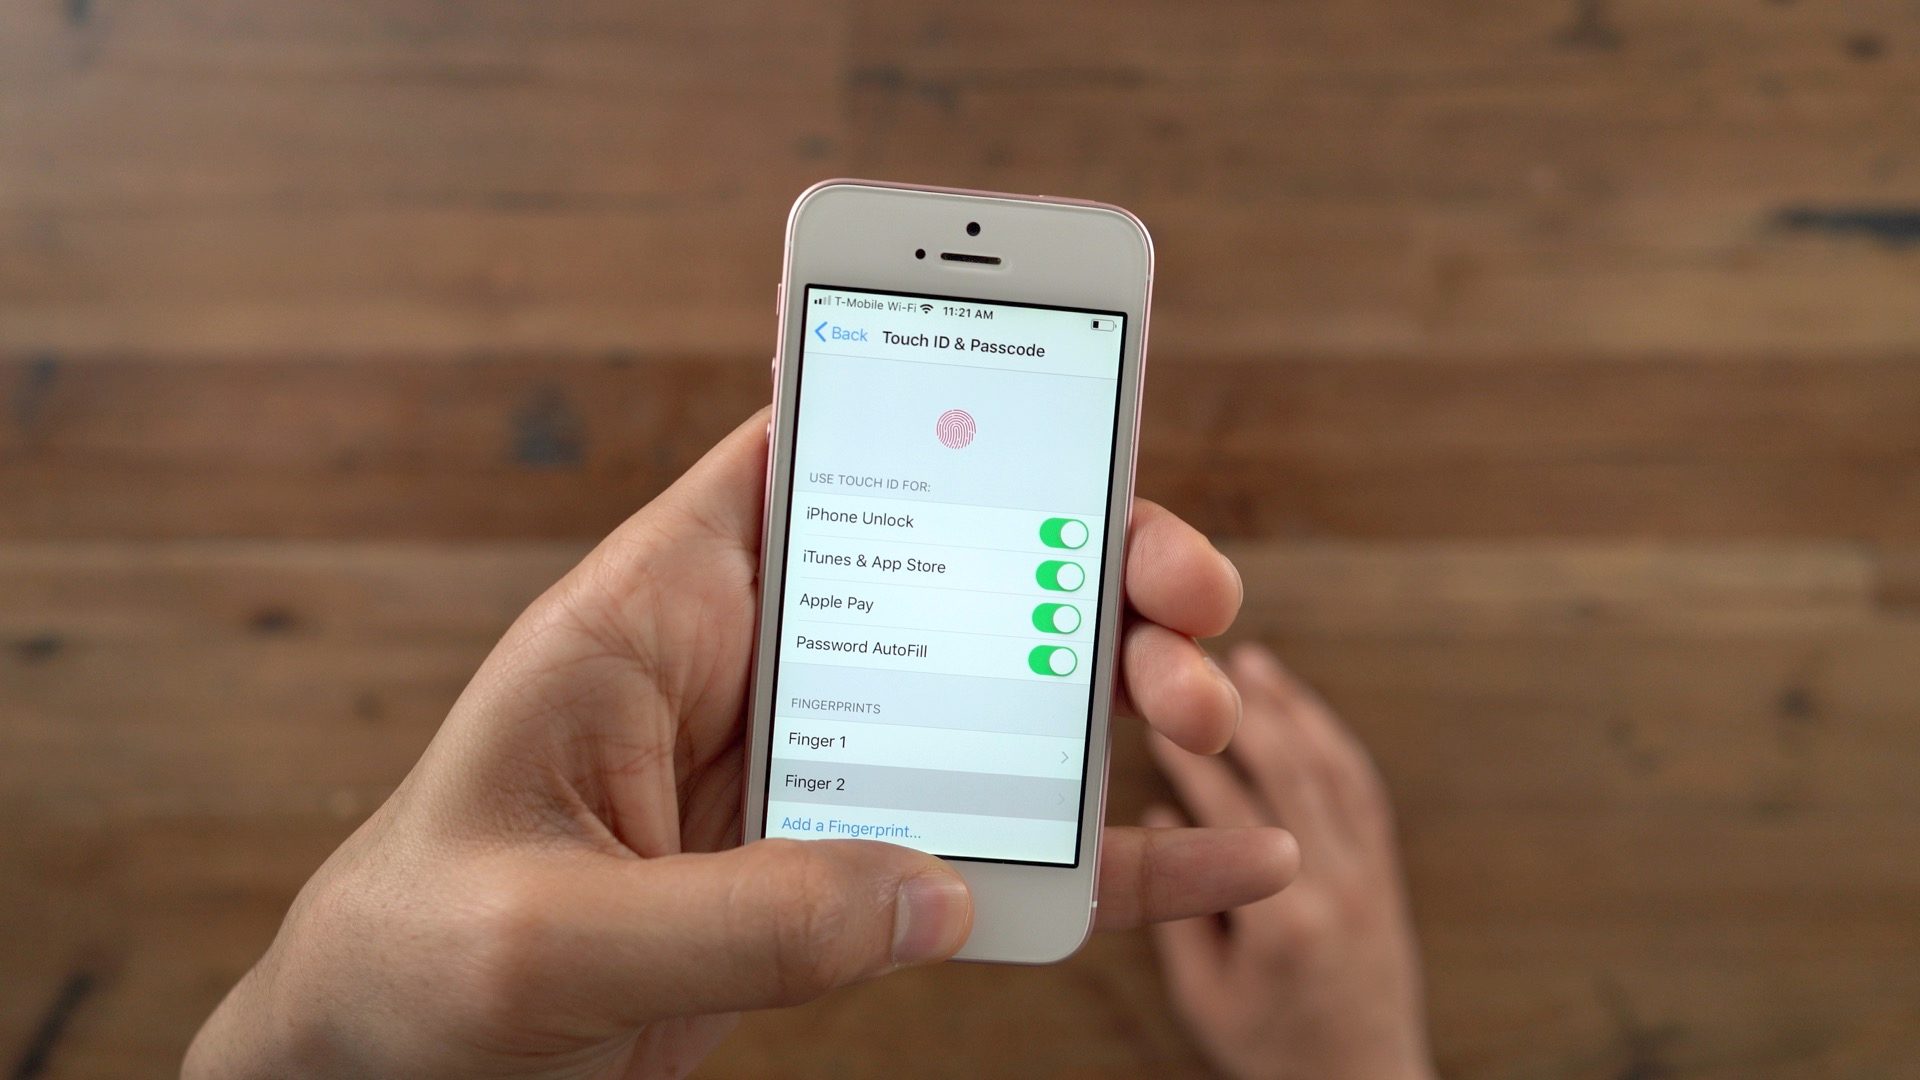 T-Mobile Wi-Fi 11:21 AM
Back Touch ID & Passcode
USE TOUCH ID FOR:
iPhone Unlock
iTunes & App Store
Apple Pay
Password AutoFill
FINGERPRINTS
Finger 1
Finger 2
Add a Fingerprint...